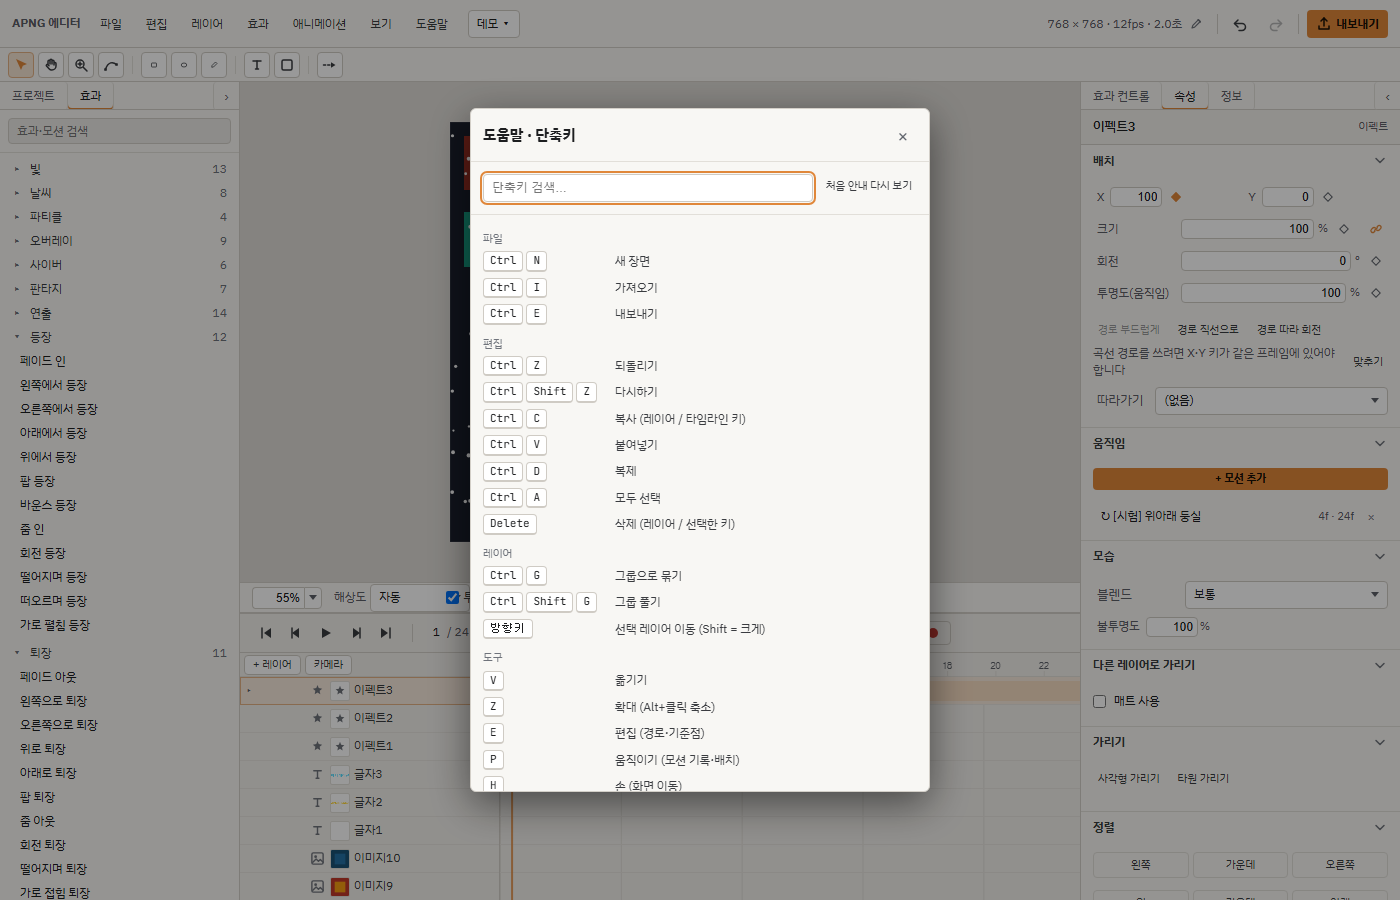 APNG 에디터 파일 편집 레이어 효과 애니메이션 보기 도움말 데모 768 × 768 · 12fps · 2.0초 내보내기
프로젝트 효과
효과·모션 검색
빛 13
날씨 8
파티클 4
오버레이 9
사이버 6
판타지 7
연출 14
등장 12
페이드 인
왼쪽에서 등장
오른쪽에서 등장
아래에서 등장
위에서 등장
팝 등장
바운스 등장
줌 인
회전 등장
떨어지며 등장
떠오르며 등장
가로 펼침 등장
퇴장 11
페이드 아웃
왼쪽으로 퇴장
오른쪽으로 퇴장
위로 퇴장
아래로 퇴장
팝 퇴장
줌 아웃
회전 퇴장
떨어지며 퇴장
가로 접힘 퇴장
도움말 · 단축키 ×
단축키 검색... 처음 안내 다시 보기
파일
Ctrl N 새 장면
Ctrl I 가져오기
Ctrl E 내보내기
편집
Ctrl Z 되돌리기
Ctrl Shift Z 다시하기
Ctrl C 복사 (레이어 / 타임라인 키)
Ctrl V 붙여넣기
Ctrl D 복제
Ctrl A 모두 선택
Delete 삭제 (레이어 / 선택한 키)
레이어
Ctrl G 그룹으로 묶기
Ctrl Shift G 그룹 풀기
방향키 선택 레이어 이동 (Shift = 크게)
도구
V 옮기기
Z 확대 (Alt+클릭 축소)
E 편집 (경로·기준점)
P 움직이기 (모션 기록·배치)
H 손 (화면 이동)
55% 해상도 자동
1 / 24
+ 레이어 카메라 18 20 22
이펙트3
이펙트2
이펙트1
글자3
글자2
글자1
이미지10
이미지9
효과 컨트롤 속성 정보
이펙트3 이펙트
배치
X 100 Y 0
크기 100 %
회전 0 °
투명도(움직임) 100 %
경로 부드럽게 경로 직선으로 경로 따라 회전
곡선 경로를 쓰려면 X·Y 키가 같은 프레임에 있어야
합니다 맞추기
따라가기 (없음)
움직임
+ 모션 추가
[시험] 위아래 둥실 4f · 24f ×
모습
블렌드 보통
불투명도 100 %
다른 레이어로 가리기
매트 사용
가리기
사각형 가리기 타원 가리기
정렬
왼쪽 가운데 오른쪽